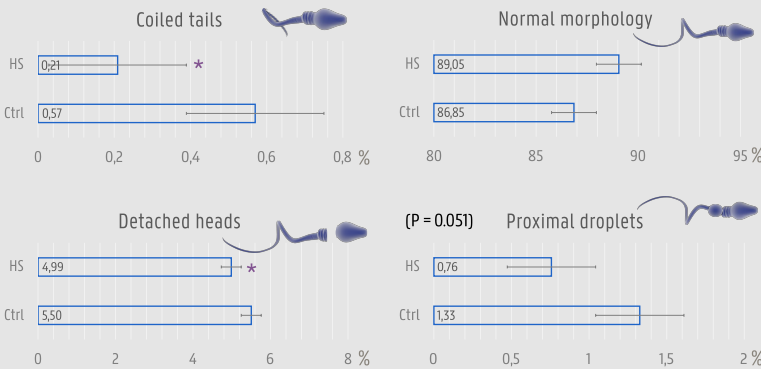 Coiled tails
HS 0,21 *
Ctrl 0,57
0 0,2 0,4 0,6 0,8 %
Normal morphology
HS 89,05
Ctrl 86,85
80 85 90 95 %
Detached heads
HS 4,99 *
Ctrl 5,50
0 2 4 6 8 %
(P = 0.051) Proximal droplets
HS 0,76
Ctrl 1,33
0 0,5 1 1,5 2 %